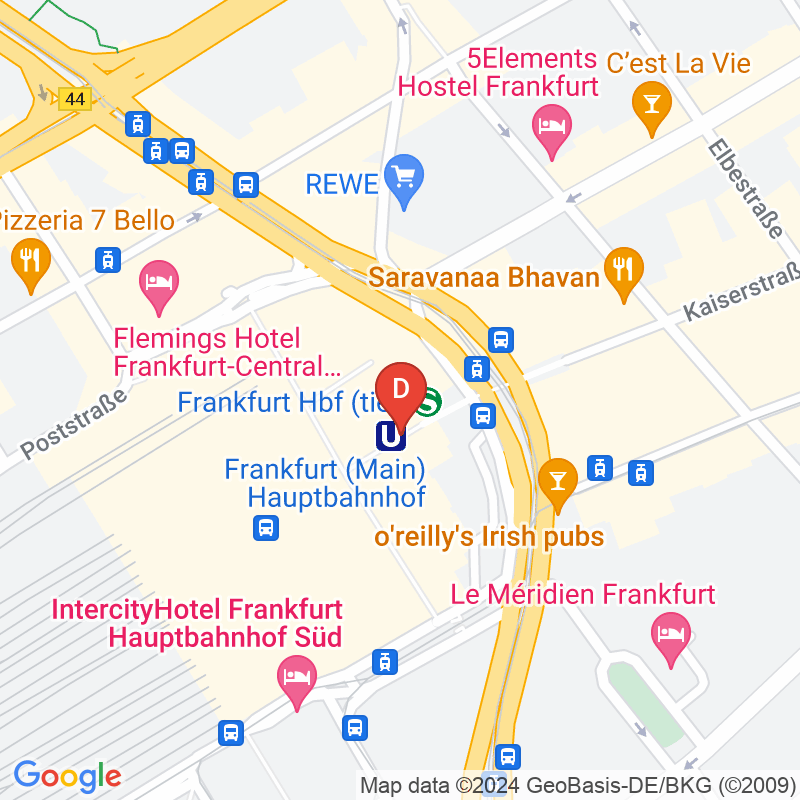 5Elements
Hostel Frankfurt
C'est La Vie
44
Elbestraße
REWE
Pizzeria 7 Bello
Saravanaa Bhavan
Kaiserstraß
Flemings Hotel
Frankfurt-Central...
D
Frankfurt Hbf (tie
S
Poststraße
U
Frankfurt (Main)
Hauptbahnhof
o'reilly's Irish pubs
Le Méridien Frankfurt
IntercityHotel Frankfurt
Hauptbahnhof Süd
Google
Map data ©2024 GeoBasis-DE/BKG (©2009)